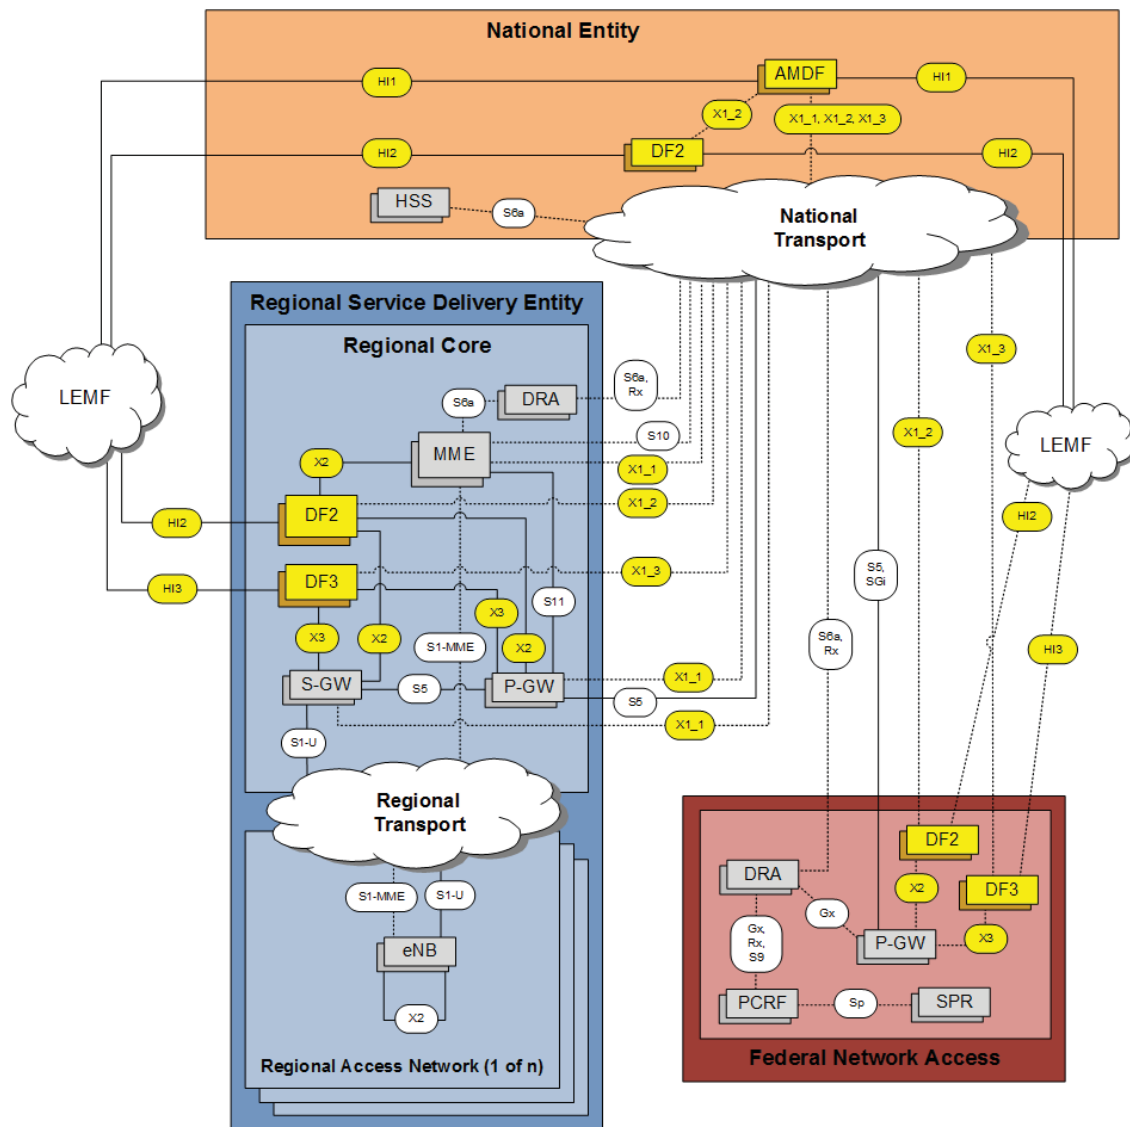 National Entity
AMDF
HI1
HI1
X1_2
X1_1, X1_2, X1_3
HI2
DF2
HI2
HSS
S6a
National
Transport
Regional Service Delivery Entity
Regional Core
LEMF
S6a
DRA
S6a,
Rx
X1_3
MME
S10
X2
X1_1
X1_2
LEMF
DF2
X1_2
HI2
HI2
DF3
X1_3
HI3
S11
S5,
SGi
X3
X2
X3
S1-MME
X2
S6a,
Rx
HI3
S-GW
S5
P-GW
X1_1
S5
X1_1
S1-U
Regional
Transport
DF2
DRA
X2
DF3
S1-MME
S1-U
Gx
Gx,
Rx,
S9
P-GW
X3
eNB
PCRF
Sp
SPR
X2
Federal Network Access
Regional Access Network (1 of n)